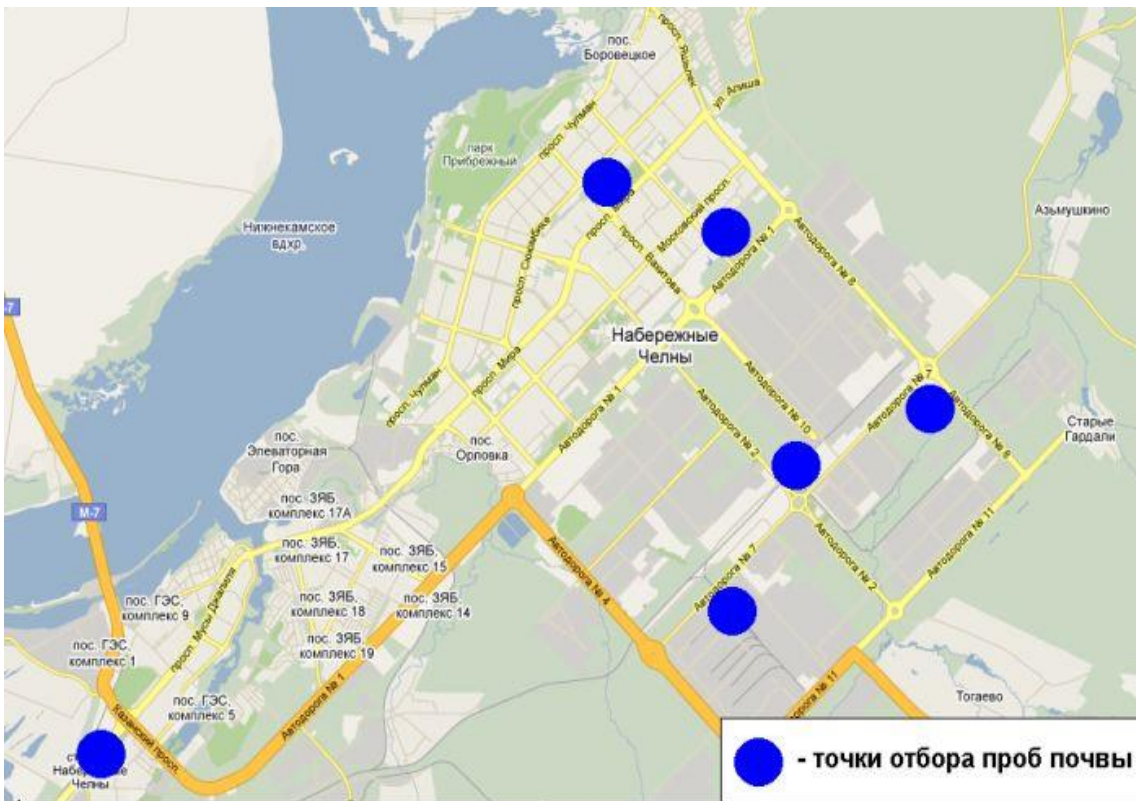 пос.
Боровецкое
просп. Яшьлек
ул. Алиша
просп. Чулман
парк
Прибрежный
Азьмушкино
Нижнекамское
вдхр.
просп. Сююмбике
просп. Мира
Московский просп.
просп. Вахитова
Автодорога № 1
Автодорога № 8
М-7
Набережные
Челны
просп. Мира
просп. Чулман
Автодорога № 1
Автодорога № 2
Автодорога № 10
Автодорога № 7
Автодорога № 8
Старые
Гардали
пос.
Элеваторная
Гора
пос.
Орловка
пос. ЗЯБ,
комплекс 17А
М-7
пос. ЗЯБ,
комплекс 17
пос. ЗЯБ,
комплекс 15
Автодорога № 4
Автодорога № 7
Автодорога № 2
Автодорога № 11
просп. Мусы Джалиля
пос. ГЭС,
комплекс 9
пос. ЗЯБ,
комплекс 18
пос. ЗЯБ,
комплекс 14
пос. ГЭС,
комплекс 1
пос. ЗЯБ,
комплекс 19
пос. ГЭС,
комплекс 5
Автодорога № 1
Казанский просп.
Автодорога № 11
Тогаево
Челны
- точки отбора проб почвы